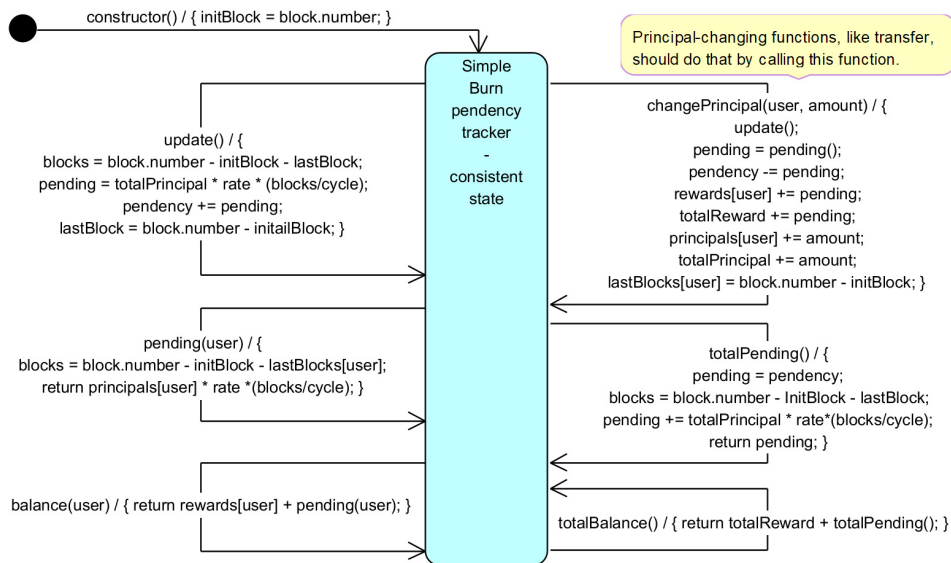 constructor() / { initBlock = block.number; }
Principal-changing functions, like transfer,
should do that by calling this function.
Simple
Burn
pendency
tracker
-
consistent
state
update() / {
blocks = block.number - initBlock - lastBlock;
pending = totalPrincipal * rate * (blocks/cycle);
pendency += pending;
lastBlock = block.number - initailBlock; }
changePrincipal(user, amount) / {
update();
pending = pending();
pendency -= pending;
rewards[user] += pending;
totalReward += pending;
principals[user] += amount;
totalPrincipal += amount;
lastBlocks[user] = block.number - initBlock; }
pending(user) / {
blocks = block.number - initBlock - lastBlocks[user];
return principals[user] * rate *(blocks/cycle); }
totalPending() / {
pending = pendency;
blocks = block.number - InitBlock - lastBlock;
pending += totalPrincipal * rate*(blocks/cycle);
return pending; }
balance(user) / { return rewards[user] + pending(user); }
totalBalance() / { return totalReward + totalPending(); }